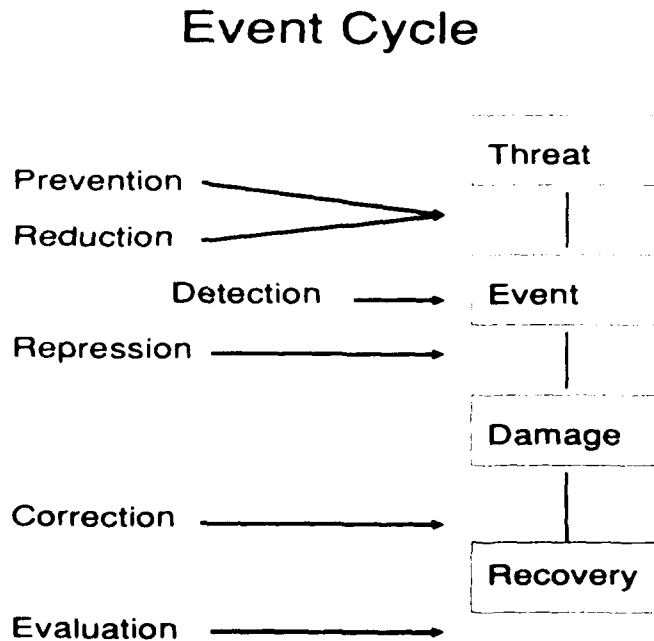 Event Cycle
Threat
Prevention
Reduction
Detection
Event
Repression
Damage
Correction
Recovery
Evaluation